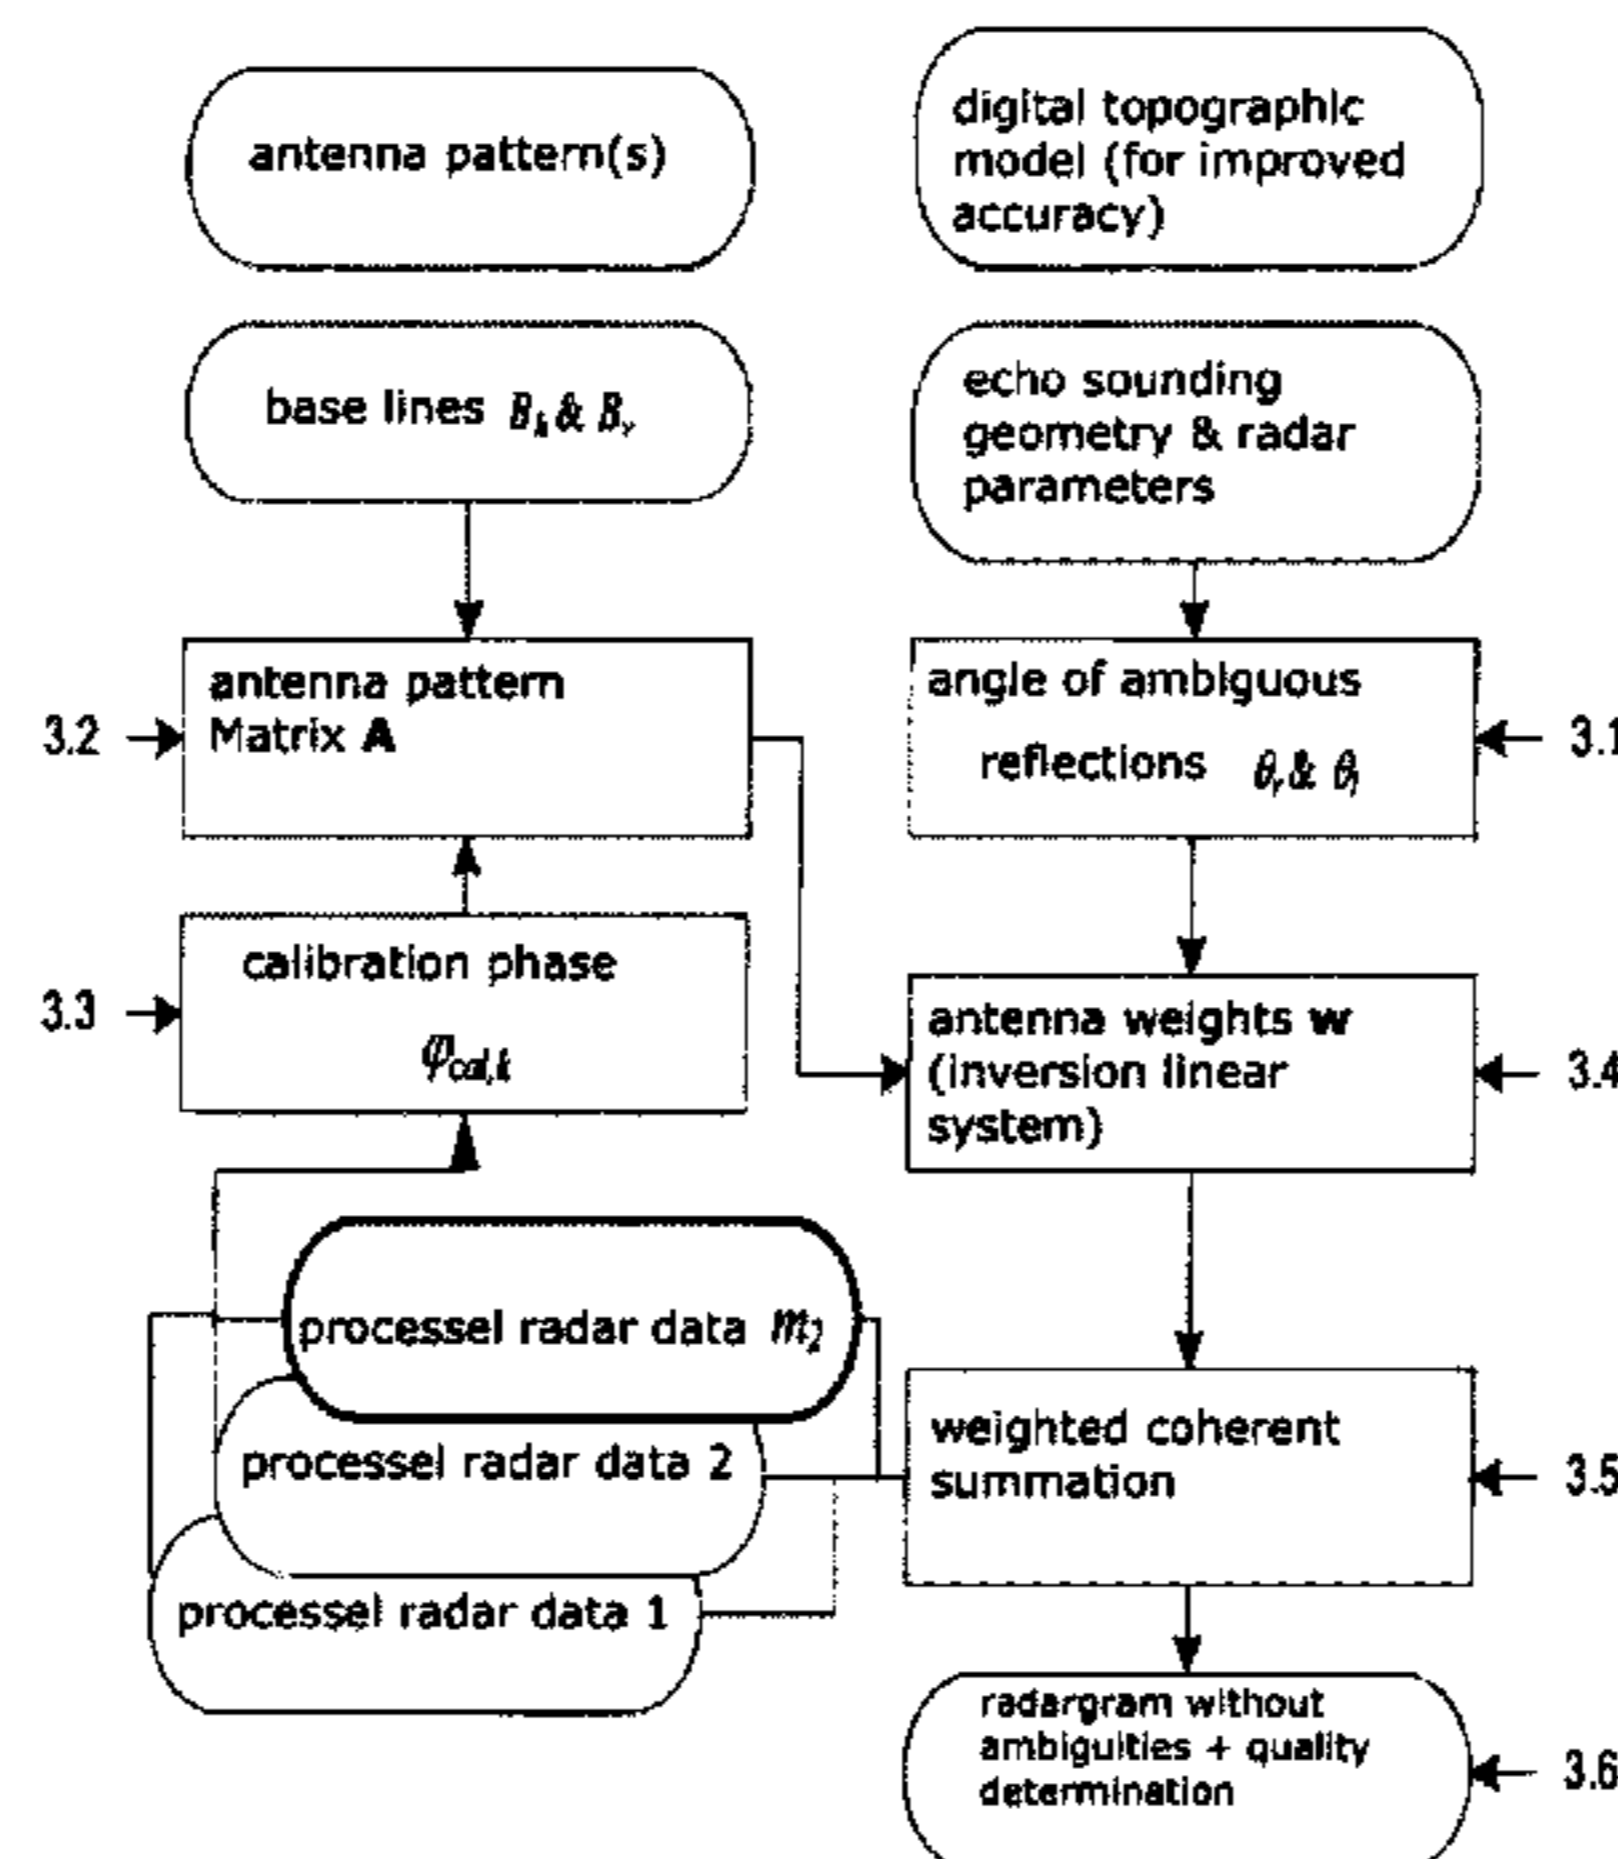 antenna pattern(s)
digital topographic
model (for improved
accuracy)
base lines B_h & B_v
echo sounding
geometry & radar
parameters
antenna pattern
Matrix A
3.2
angle of ambiguous
reflections θ_r & θ_l
3.1
calibration phase
φ_cal,k
3.3
antenna weights w
(inversion linear
system)
3.4
processel radar data m_2
processel radar data 2
processel radar data 1
weighted coherent
summation
3.5
radargram without
ambiguities + quality
determination
3.6